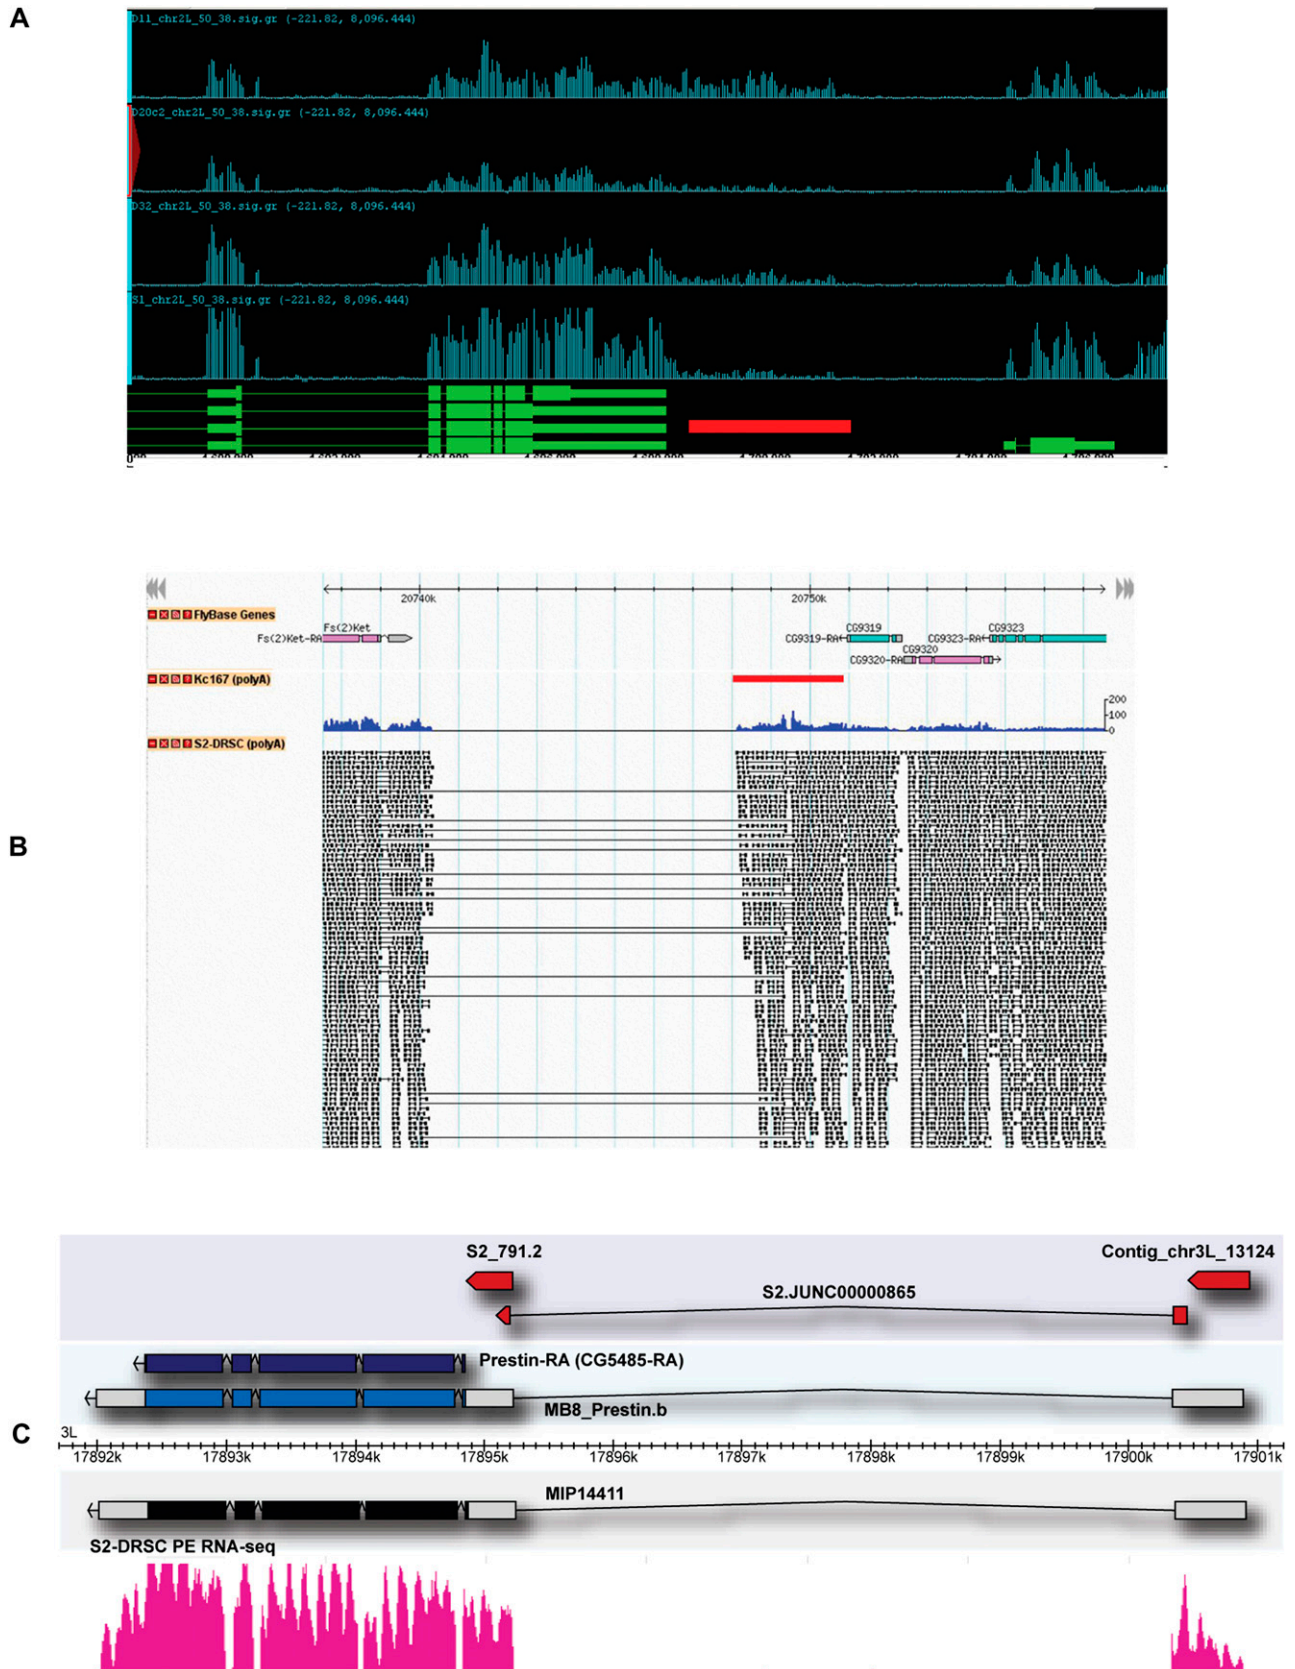 A
D11_chr2L_50_38.sig.gr (-221.82, 8,096.444)
D20c2_chr2L_50_38.sig.gr (-221.82, 8,096.444)
D32_chr2L_50_38.sig.gr (-221.82, 8,096.444)
S1_chr2L_50_38.sig.gr (-221.82, 8,096.444)
B
20740k 20750k
FlyBase Genes
Fs(2)Ket CG9319 CG9323
Fs(2)Ket-RA CG9319-RA CG9323-RA
CG9320
CG9320-RA
Kc167 (polyA)
200
100
0
S2-DRSC (polyA)
C
S2_791.2 Contig_chr3L_13124
S2.JUNC00000865
Prestin-RA (CG5485-RA)
MB8_Prestin.b
3L
17892k 17893k 17894k 17895k 17896k 17897k 17898k 17899k 17900k 17901k
MIP14411
S2-DRSC PE RNA-seq